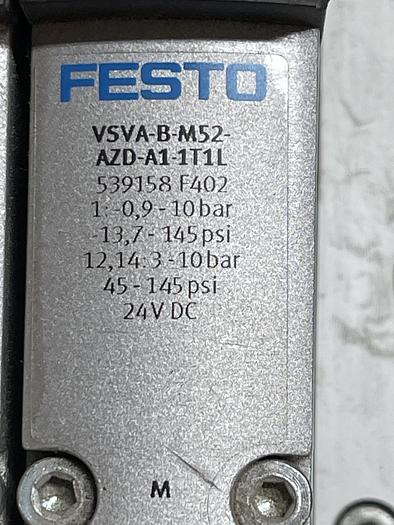 FESTO
VSVA-B-M52-
AZD-A1-1T1L
539158 F402
1: -0,9-10 bar
-13,7-145 psi
12,14: 3-10 bar
45-145 psi
24V DC
M